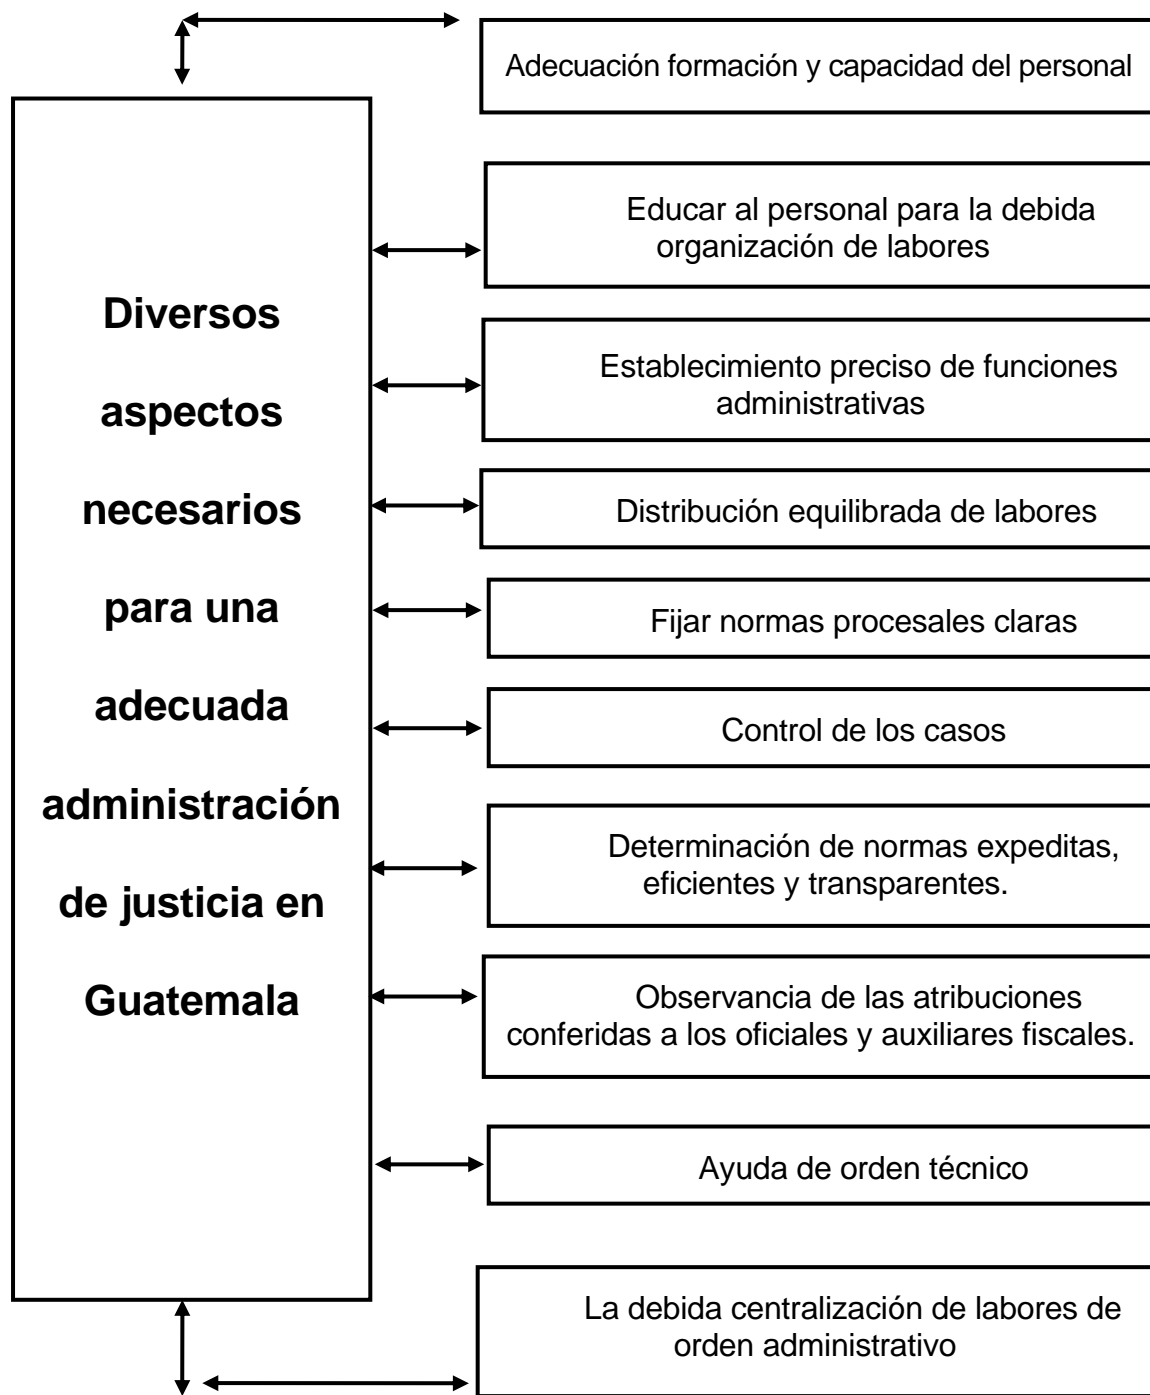 Adecuación formación y capacidad del personal
Educar al personal para la debida
organización de labores
Establecimiento preciso de funciones
administrativas
Distribución equilibrada de labores
Fijar normas procesales claras
Control de los casos
Determinación de normas expeditas,
eficientes y transparentes.
Observancia de las atribuciones
conferidas a los oficiales y auxiliares fiscales.
Ayuda de orden técnico
La debida centralización de labores de
orden administrativo
Diversos
aspectos
necesarios
para una
adecuada
administración
de justicia en
Guatemala